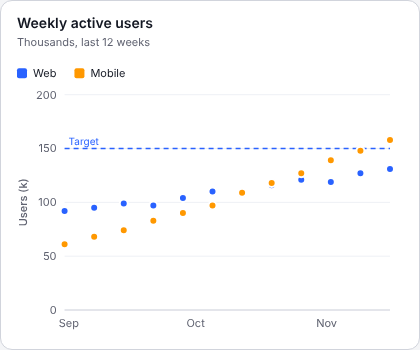 Weekly active users
Thousands, last 12 weeks
Web Mobile
200
Target
150
Users (k)
100
50
0
Sep Oct Nov